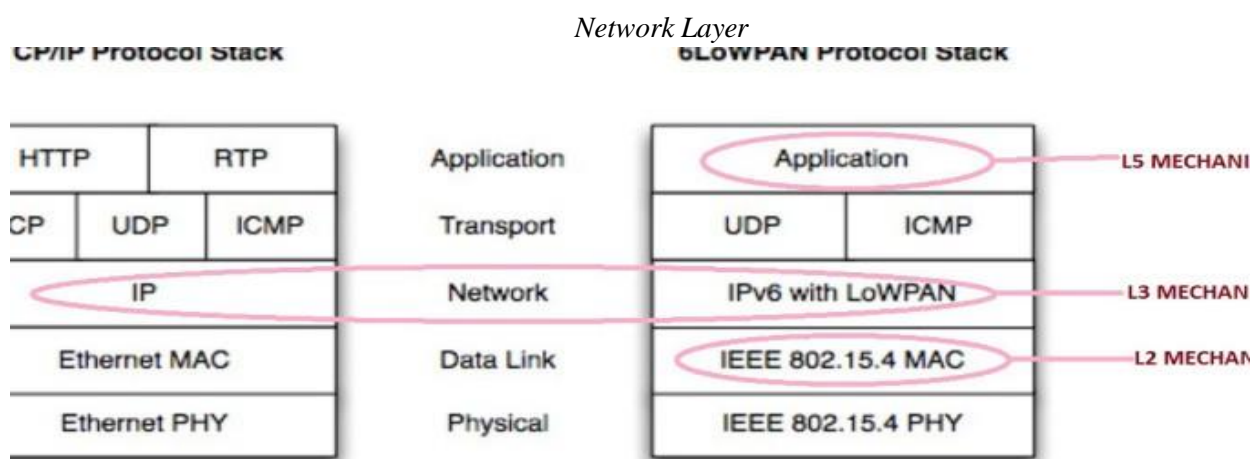 Network Layer
CP/IP Protocol Stack 6LoWPAN Protocol Stack
HTTP RTP Application Application L5 MECHANI
CP UDP ICMP Transport UDP ICMP
IP Network IPv6 with LoWPAN L3 MECHAN
Ethernet MAC Data Link IEEE 802.15.4 MAC L2 MECHAN
Ethernet PHY Physical IEEE 802.15.4 PHY